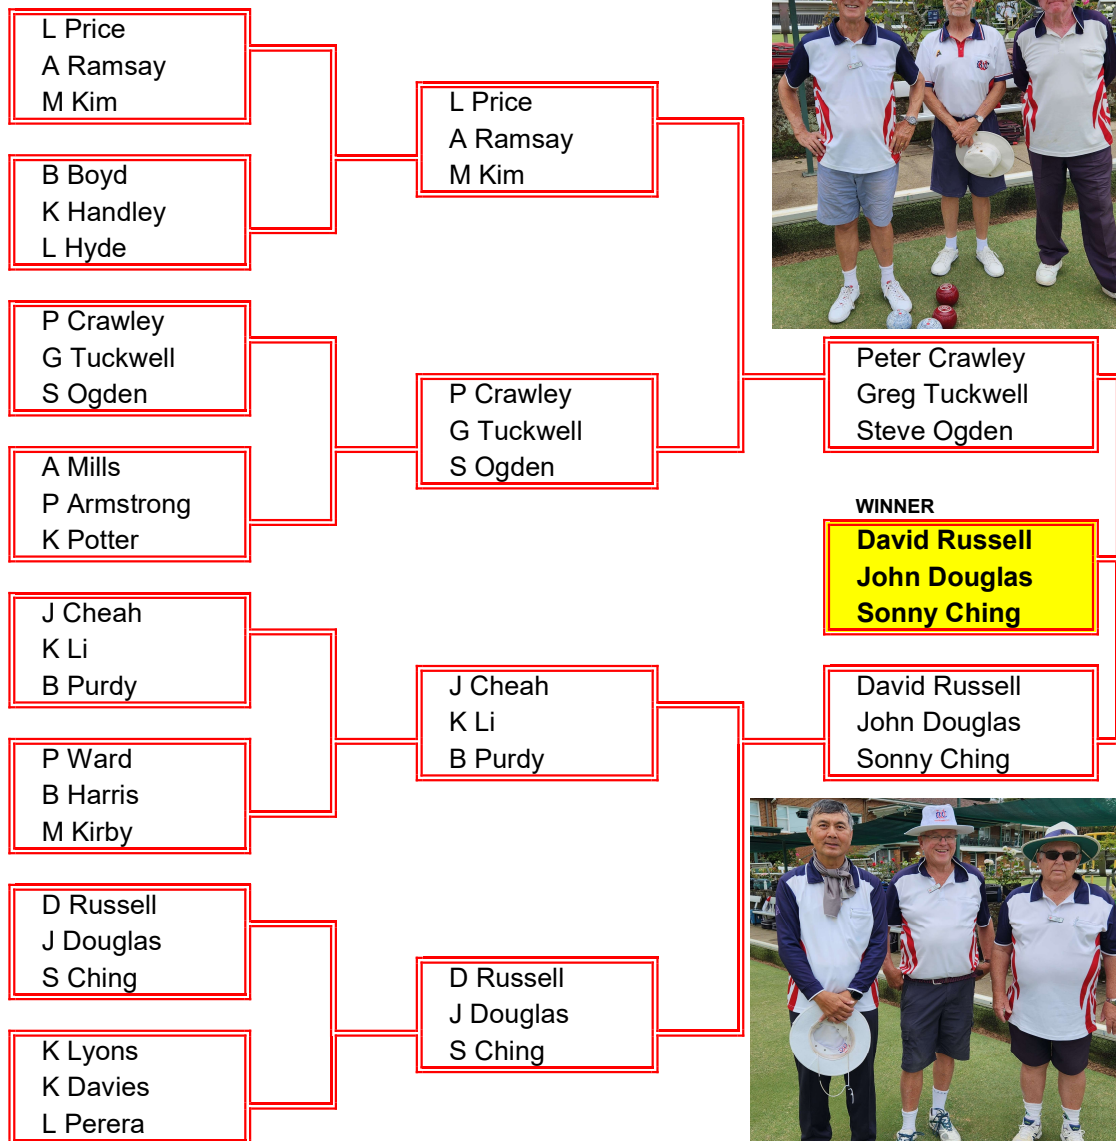 L Price
A Ramsay
M Kim
B Boyd
K Handley
L Hyde
P Crawley
G Tuckwell
S Ogden
A Mills
P Armstrong
K Potter
J Cheah
K Li
B Purdy
P Ward
B Harris
M Kirby
D Russell
J Douglas
S Ching
K Lyons
K Davies
L Perera
L Price
A Ramsay
M Kim
P Crawley
G Tuckwell
S Ogden
J Cheah
K Li
B Purdy
D Russell
J Douglas
S Ching
Peter Crawley
Greg Tuckwell
Steve Ogden
WINNER
David Russell
John Douglas
Sonny Ching
David Russell
John Douglas
Sonny Ching